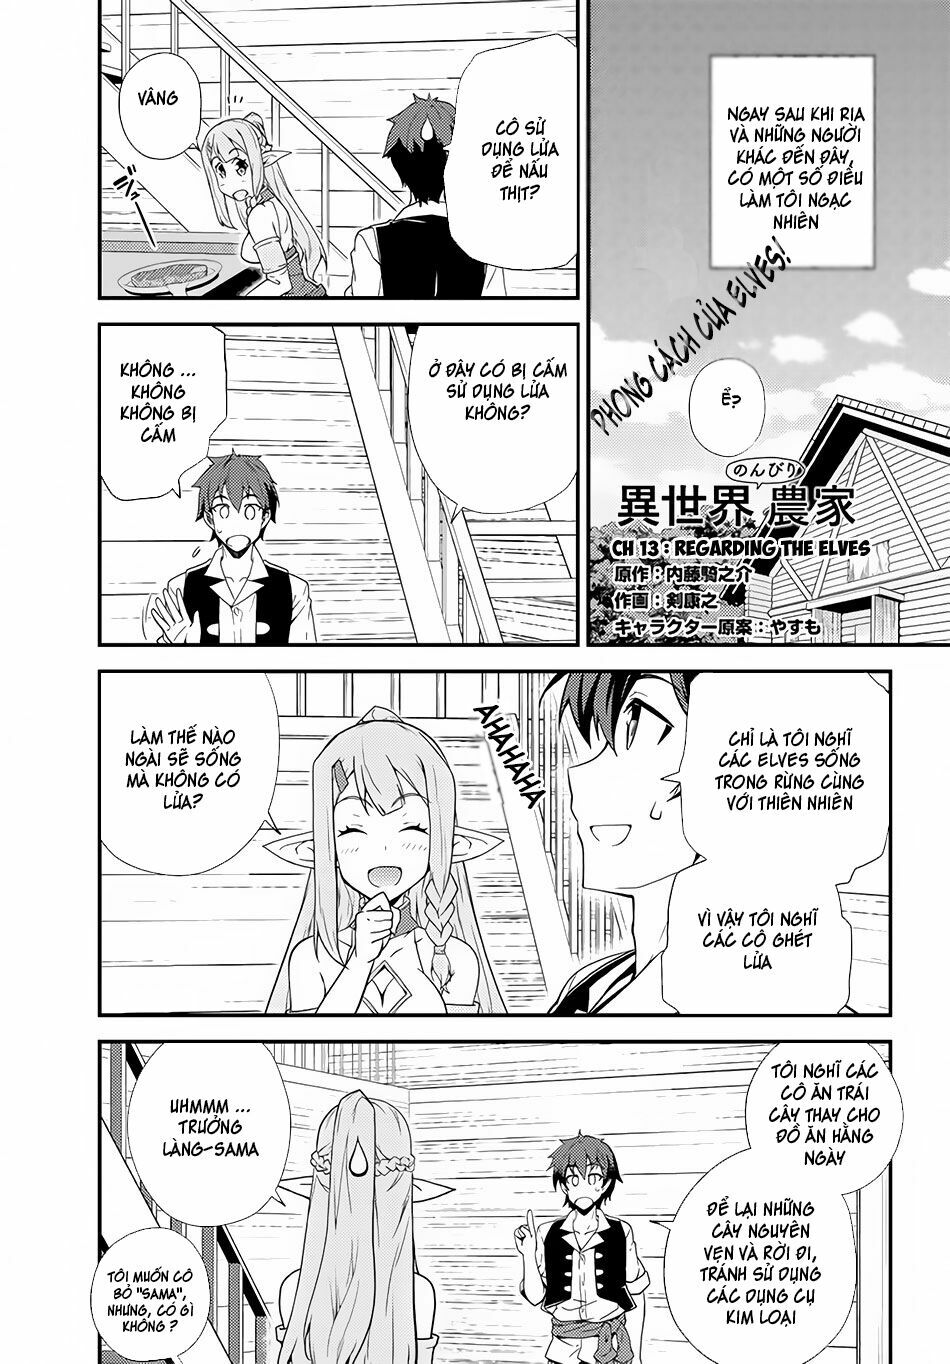 NGAY SAU KHI RIA
VÀ NHỮNG NGƯỜI
KHÁC ĐẾN ĐÂY,
CÓ MỘT SỐ ĐIỀU
LÀM TÔI NGẠC
NHIÊN
PHONG CÁCH CỦA ELVES!
Ể?
のんびり
異世界 農家
CH 13 : REGARDING THE ELVES
原作：内藤騎之介
作画：剣康之
キャラクター原案：やすも
CÔ SỬ
DỤNG LỬA
ĐỂ NẤU
THỊT?
VÂNG
Ở ĐÂY CÓ BỊ CẤM
SỬ DỤNG LỬA
KHÔNG?
KHÔNG ...
KHÔNG
KHÔNG BỊ
CẤM
CHỈ LÀ TÔI NGHĨ
CÁC ELVES SỐNG
TRONG RỪNG CÙNG
VỚI THIÊN NHIÊN
VÌ VẬY TÔI NGHĨ
CÁC CÔ GHÉT
LỬA
AHAHAHA
LÀM THẾ NÀO
NGÀI SẼ SỐNG
MÀ KHÔNG CÓ
LỬA?
TÔI NGHĨ CÁC
CÔ ĂN TRÁI
CÂY THAY CHO
ĐỒ ĂN HẰNG
NGÀY
ĐỂ LẠI NHỮNG
CÂY NGUYÊN
VẸN VÀ RỜI ĐI,
TRÁNH SỬ DỤNG
CÁC DỤNG CỤ
KIM LOẠI
UHMMM ...
TRƯỞNG
LÀNG-SAMA
TÔI MUỐN CÔ
BỎ "SAMA",
NHƯNG, CÓ GÌ
KHÔNG ?